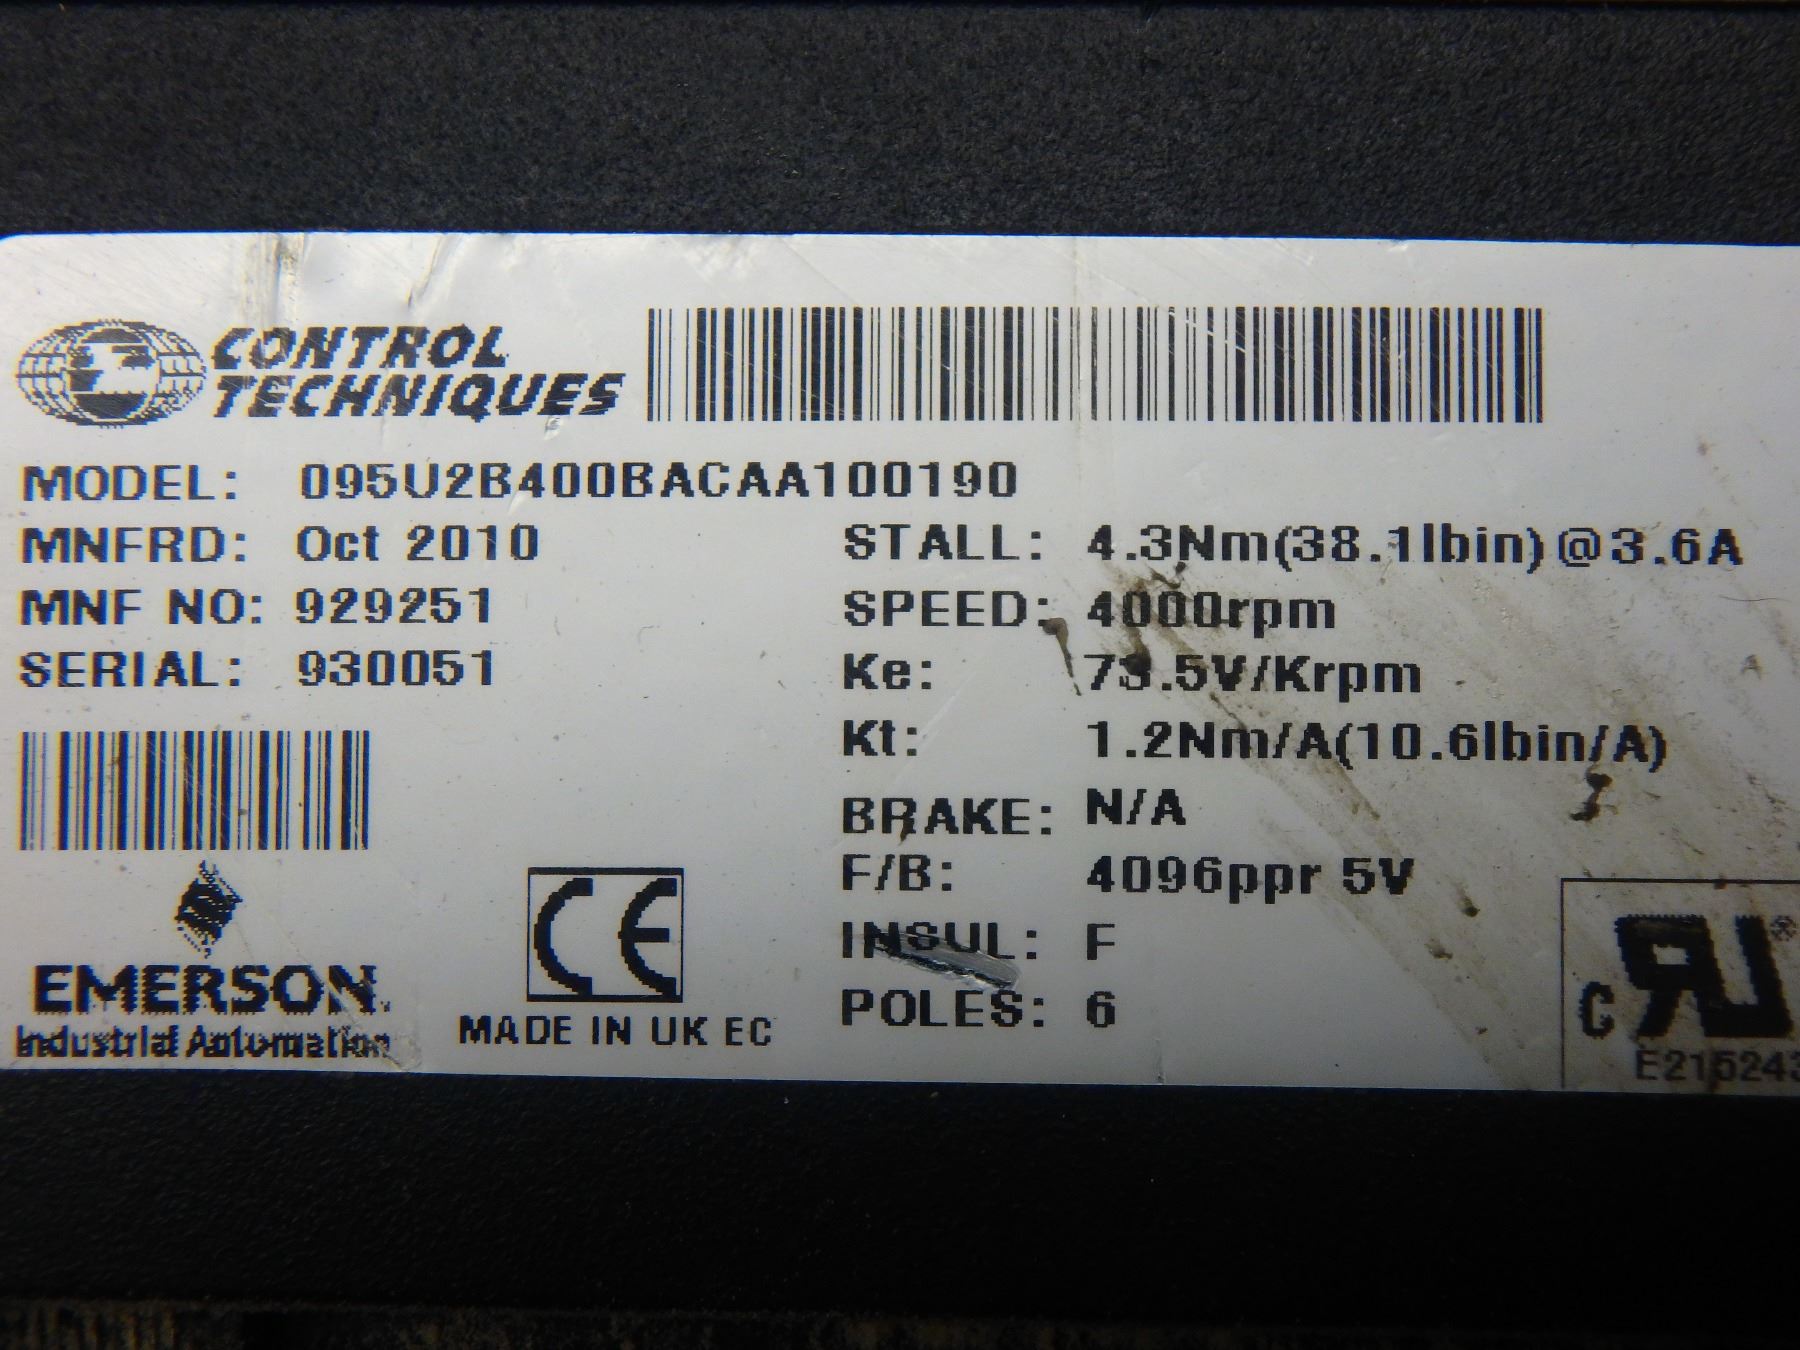 CONTROL
TECHNIQUES
MODEL: 095U2B400BACAA100190
MNFRD: Oct 2010
MNF NO: 929251
SERIAL: 930051
STALL: 4.3Nm(38.1lbin)@3.6A
SPEED: 4000rpm
Ke: 73.5V/Krpm
Kt: 1.2Nm/A(10.6lbin/A)
BRAKE: N/A
F/B: 4096ppr 5V
INSUL: F
POLES: 6
EMERSON.
Industrial Automation
CE
MADE IN UK EC
c RU ®
E215243